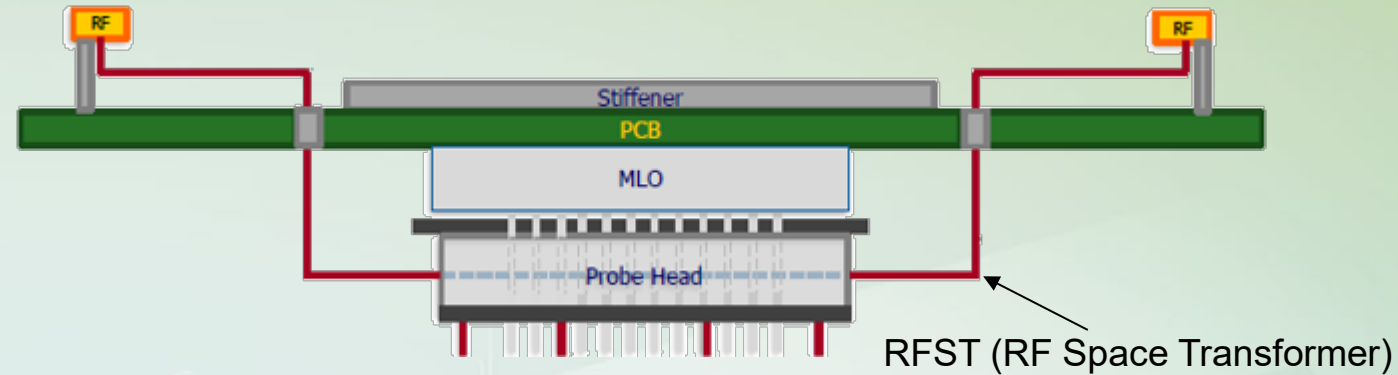 RF
RF
Stiffener
PCB
MLO
Probe Head
RFST (RF Space Transformer)